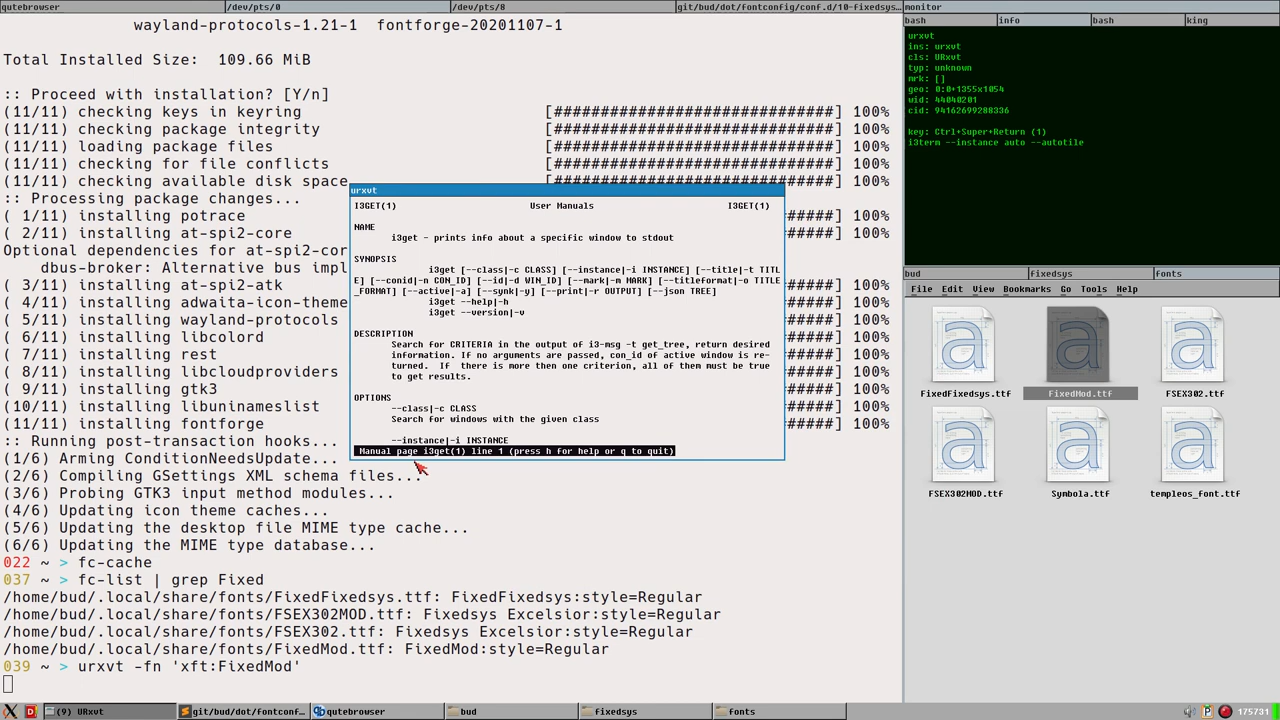 qutebrowser /dev/pts/0 /dev/pts/8 git/bud/dot/fontconfig/conf.d/10-fixedsys...
wayland-protocols-1.21-1 fontforge-20201107-1
Total Installed Size: 109.66 MiB
:: Proceed with installation? [Y/n]
(11/11) checking keys in keyring [##############################] 100%
(11/11) checking package integrity [##############################] 100%
(11/11) loading package files [##############################] 100%
(11/11) checking for file conflicts [##############################] 100%
(11/11) checking available disk space [##############################] 100%
:: Processing package changes...
( 1/11) installing potrace ######] 100%
( 2/11) installing at-spi2-core ######] 100%
Optional dependencies for at-spi2-cor
dbus-broker: Alternative bus impl
( 3/11) installing at-spi2-atk ######] 100%
( 4/11) installing adwaita-icon-theme ######] 100%
( 5/11) installing wayland-protocols ######] 100%
( 6/11) installing libcolord ######] 100%
( 7/11) installing rest ######] 100%
( 8/11) installing libcloudproviders ######] 100%
( 9/11) installing gtk3 ######] 100%
(10/11) installing libuninameslist ######] 100%
(11/11) installing fontforge ######] 100%
:: Running post-transaction hooks...
(1/6) Arming ConditionNeedsUpdate...
(2/6) Compiling GSettings XML schema files...
(3/6) Probing GTK3 input method modules...
(4/6) Updating icon theme caches...
(5/6) Updating the desktop file MIME type cache...
(6/6) Updating the MIME type database...
022 ~ > fc-cache
037 ~ > fc-list | grep Fixed
/home/bud/.local/share/fonts/FixedFixedsys.ttf: FixedFixedsys:style=Regular
/home/bud/.local/share/fonts/FSEX302MOD.ttf: Fixedsys Excelsior:style=Regular
/home/bud/.local/share/fonts/FSEX302.ttf: Fixedsys Excelsior:style=Regular
/home/bud/.local/share/fonts/FixedMod.ttf: FixedMod:style=Regular
039 ~ > urxvt -fn 'xft:FixedMod'
urxvt
I3GET(1) User Manuals I3GET(1)
NAME
i3get - prints info about a specific window to stdout
SYNOPSIS
i3get [--class|-c CLASS] [--instance|-i INSTANCE] [--title|-t TITL
E] [--conid|-n CON_ID] [--id|-d WIN_ID] [--mark|-m MARK] [--titleformat|-o TITLE
_FORMAT] [--active|-a] [--synk|-y] [--print|-r OUTPUT] [--json TREE]
i3get --help|-h
i3get --version|-v
DESCRIPTION
Search for CRITERIA in the output of i3-msg -t get_tree, return desired
information. If no arguments are passed, con_id of active window is re-
turned. If there is more then one criterion, all of them must be true
to get results.
OPTIONS
--class|-c CLASS
Search for windows with the given class
--instance|-i INSTANCE
Manual page i3get(1) line 1 (press h for help or q to quit)
monitor
bash info bash king
urxvt
ins: urxvt
cls: URxvt
typ: unknown
mrk: []
geo: 0:0+1355x1054
wid: 44040201
cid: 94162699288336
key: Ctrl+Super+Return (1)
i3term --instance auto --autotile
bud fixedsys fonts
File Edit View Bookmarks Go Tools Help
FixedFixedsys.ttf FixedMod.ttf FSEX302.ttf
FSEX302MOD.ttf Symbola.ttf templeos_font.ttf
(9) URxvt git/bud/dot/fontconf... qutebrowser bud fixedsys fonts 175731